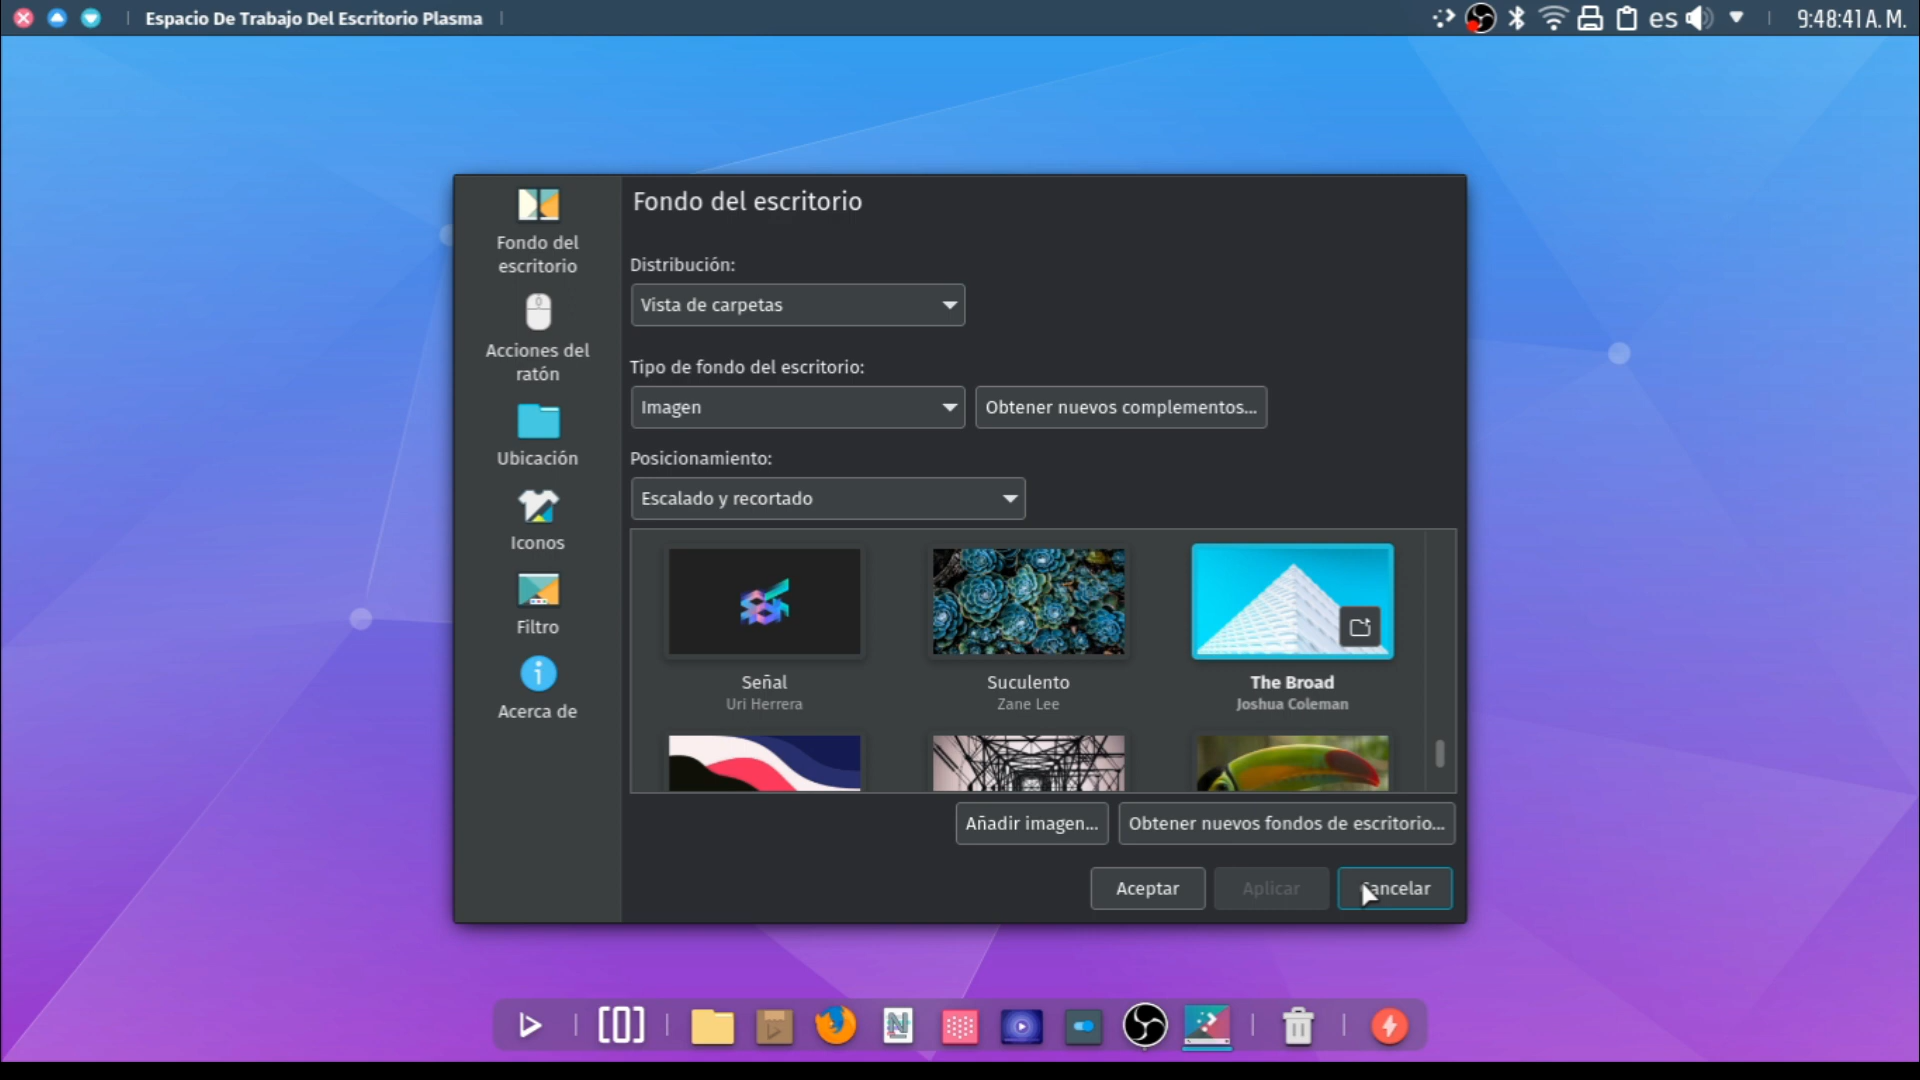 Espacio De Trabajo Del Escritorio Plasma
es
9:48:41 A. M.
Fondo del
escritorio
Acciones del
ratón
Ubicación
Iconos
Filtro
Acerca de
Fondo del escritorio
Distribución:
Vista de carpetas
Tipo de fondo del escritorio:
Imagen
Obtener nuevos complementos...
Posicionamiento:
Escalado y recortado
Señal
Uri Herrera
Suculento
Zane Lee
The Broad
Joshua Coleman
Añadir imagen...
Obtener nuevos fondos de escritorio...
Aceptar
Aplicar
Cancelar